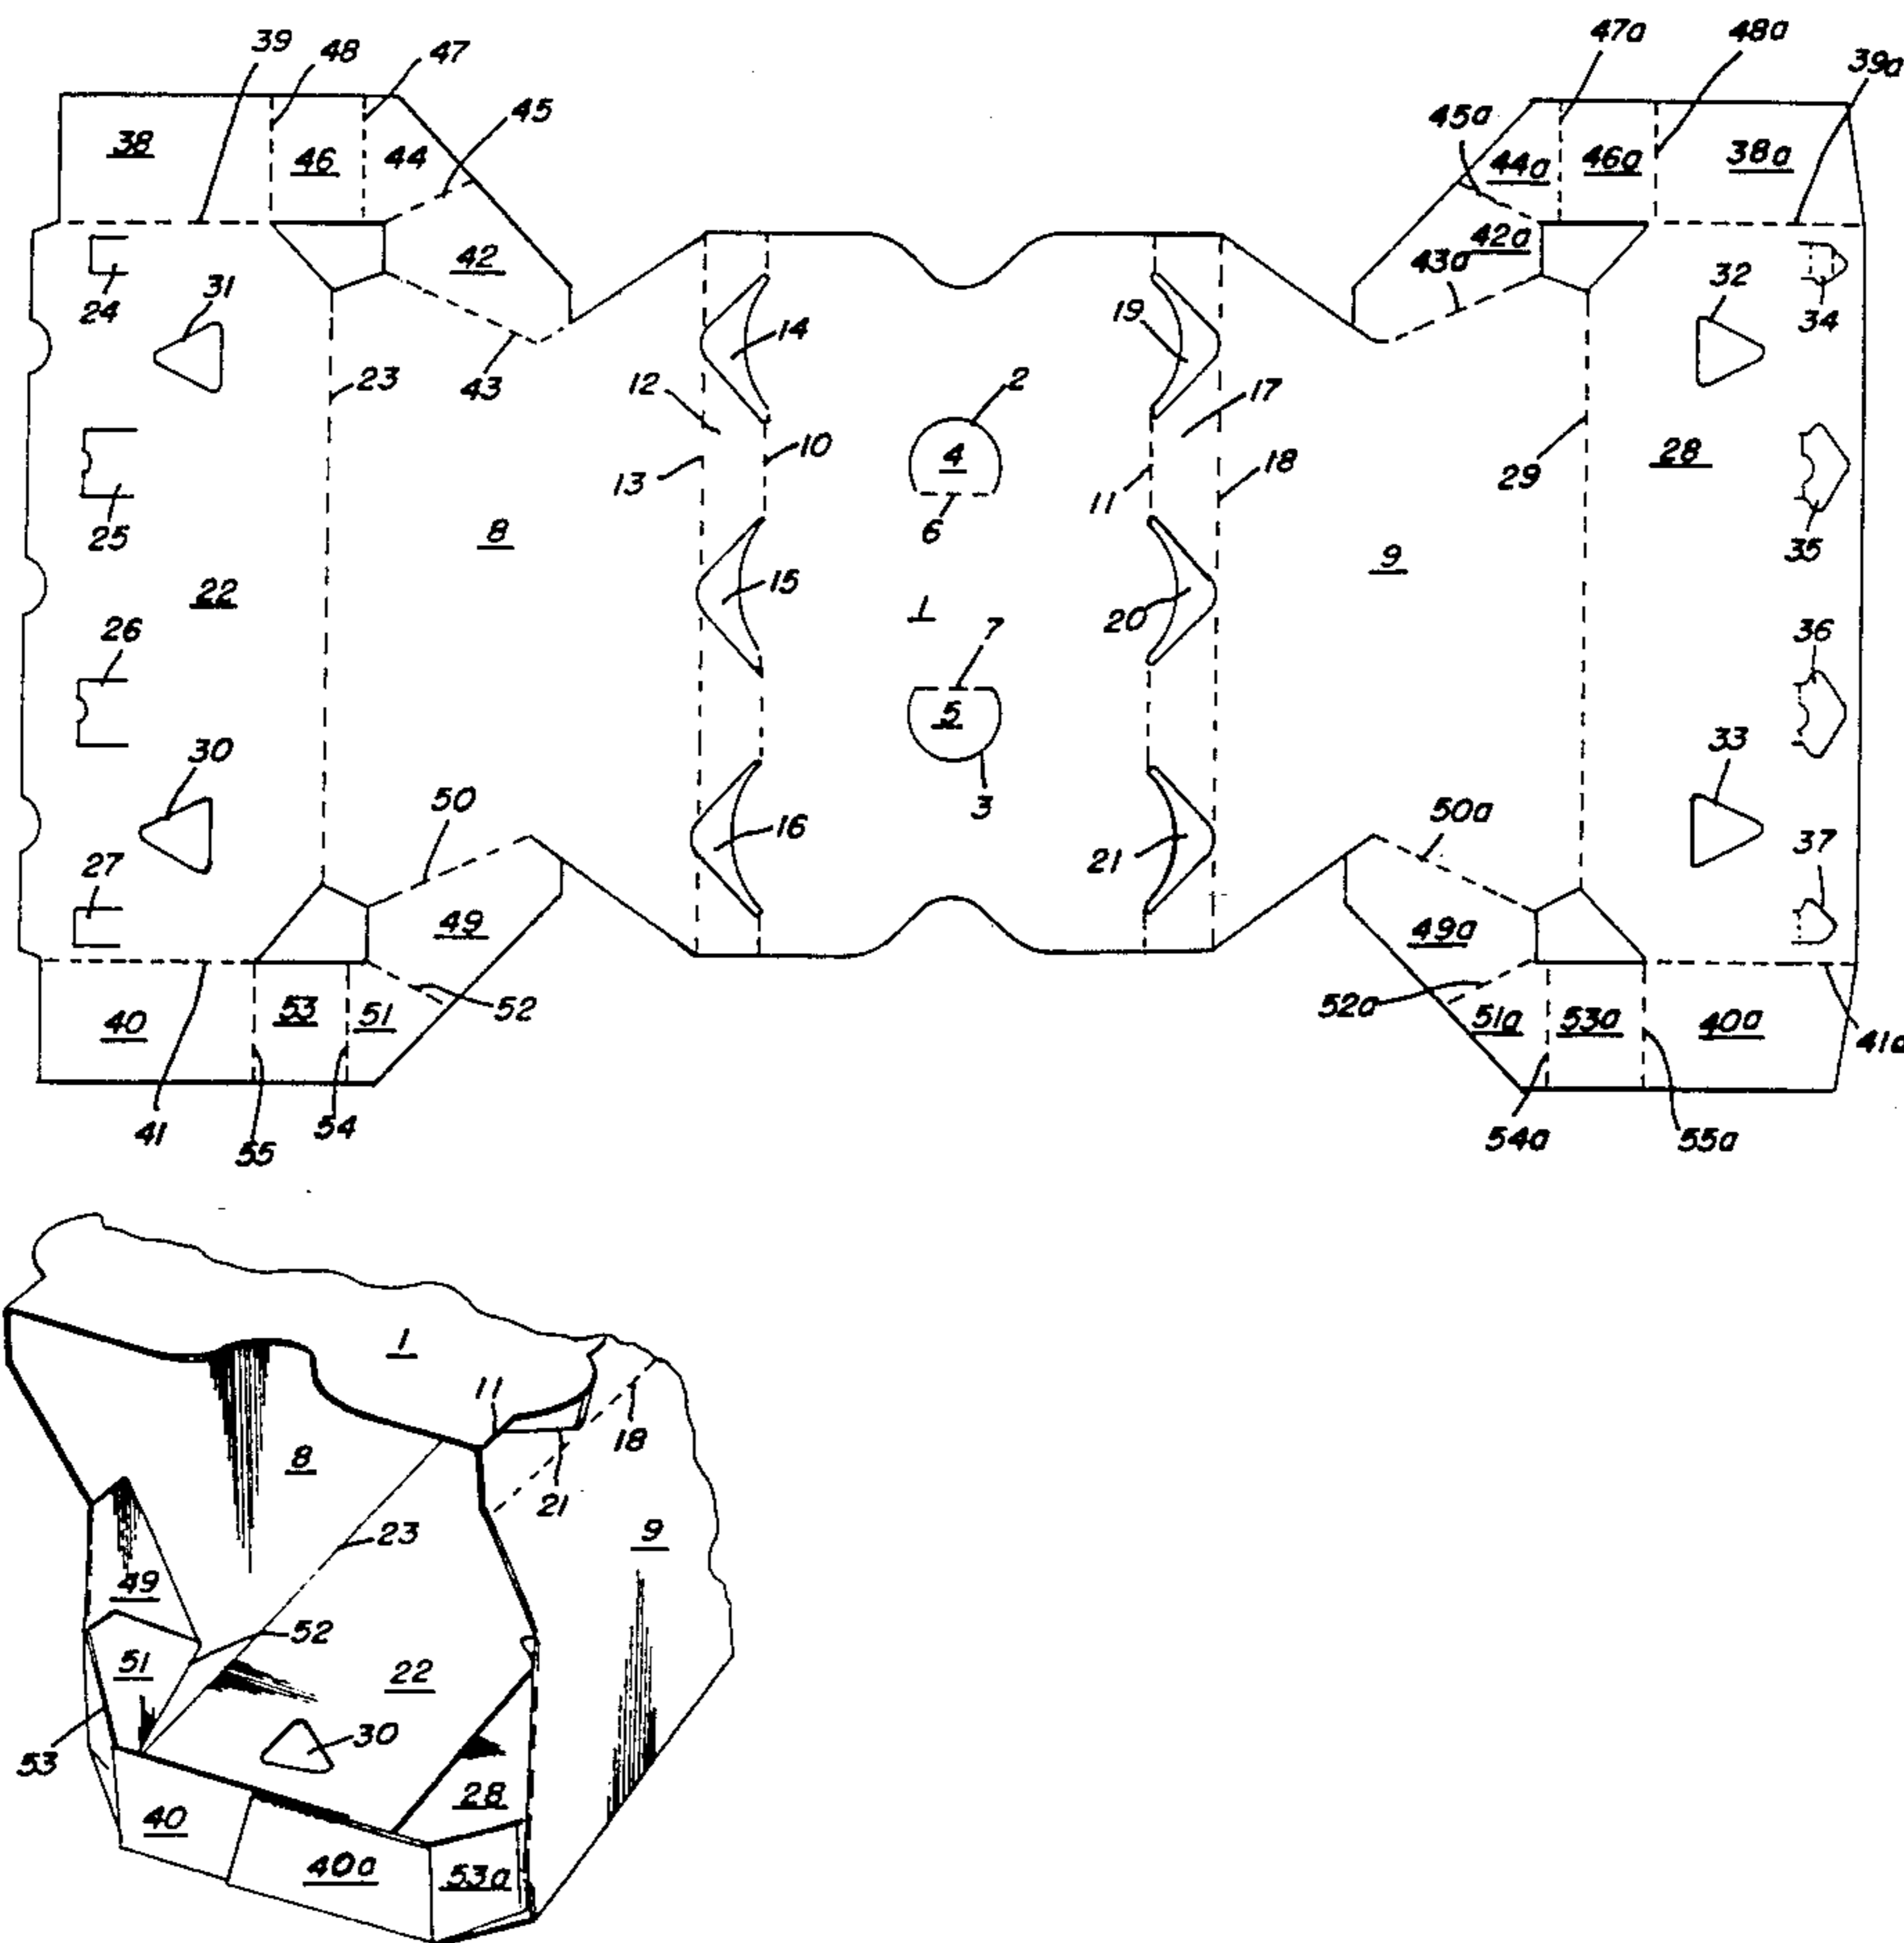 39 48 47 47a 48a 39a
38 46 44 45 45a 44a 46a 38a
24 31 42 43a 42a 32 34
14 19
23 43 12 2 17
13 10 4 11 18 29 28
25 8 6 9 35
22 15 1 20
26 7 36
5
30 50 16 3 21 50a 33 37
27 49 49a
40 53 51 52 52a 51a 53a 40a 41a
41 55 54 54a 55a
1
11 18
8 21
23 9
49
52
51 22
53 30
28
40 40a 53a